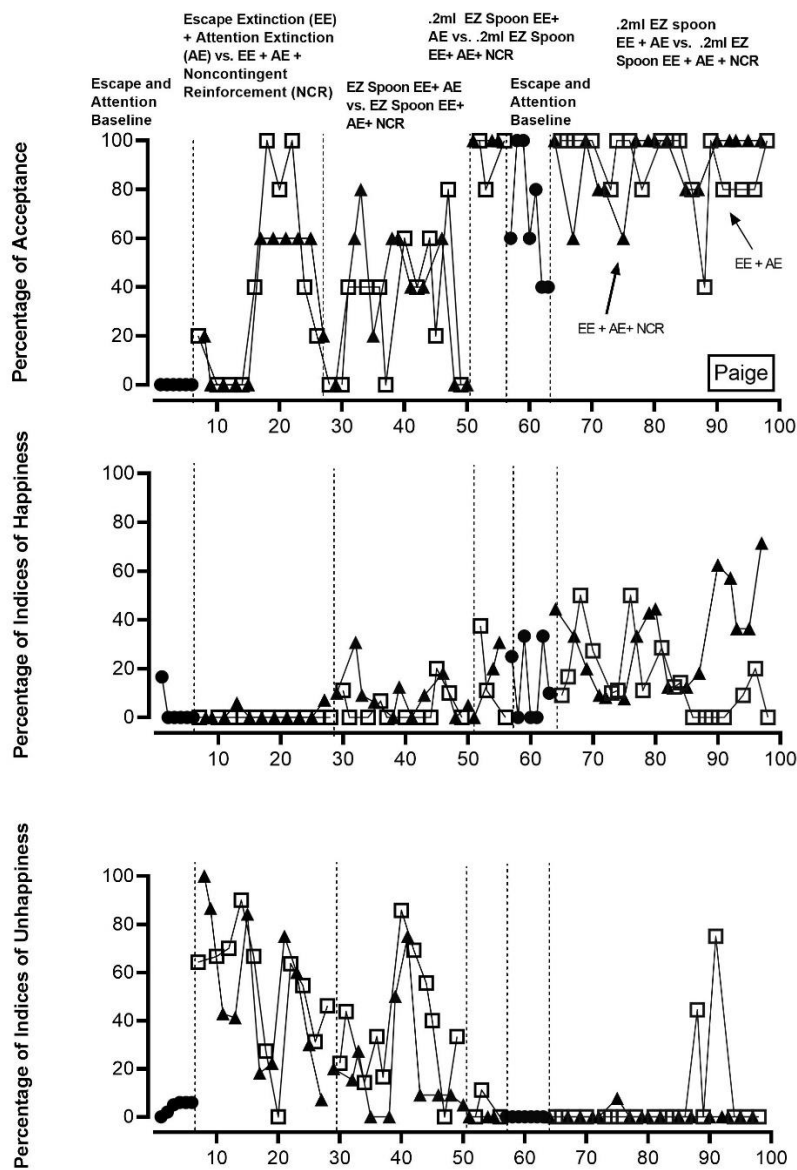 Escape and
Attention
Baseline
Escape Extinction (EE)
+ Attention Extinction
(AE) vs. EE + AE +
Noncontingent
Reinforcement (NCR)
EZ Spoon EE+ AE
vs. EZ Spoon EE+
AE+ NCR
.2ml EZ Spoon EE+
AE vs. .2ml EZ Spoon
EE+ AE+ NCR
Escape and
Attention
Baseline
.2ml EZ spoon
EE + AE vs. .2ml EZ
Spoon EE + AE + NCR
Percentage of Acceptance
100
80
60
40
20
0
EE + AE
EE + AE+ NCR
Paige
10 20 30 40 50 60 70 80 90 100
Percentage of Indices of Happiness
100
80
60
40
20
0
10 20 30 40 50 60 70 80 90 100
Percentage of Indices of Unhappiness
100
80
60
40
20
0
10 20 30 40 50 60 70 80 90 100